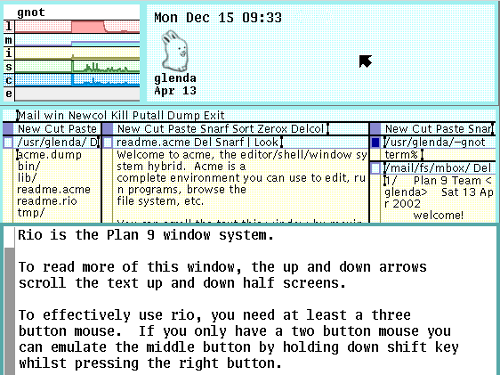 gnot
l
m
i
s
c
e
Mon Dec 15 09:33
glenda
Apr 13
Mail win Newcol Kill Putall Dump Exit
New Cut Paste
/usr/glenda/ D
acme.dump
bin/
lib/
readme.acme
readme.rio
tmp/
New Cut Paste Snarf Sort Zerox Delcol
readme.acme Del Snarf | Look
Welcome to acme, the editor/shell/window sy
stem hybrid.  Acme is a
complete environment you can use to edit, ru
n programs, browse the
file system, etc.
New Cut Paste Snar
/usr/glenda/-gnot
term%
/mail/fs/mbox/ Del
1/    Plan 9 Team <
glenda>    Sat 13 Ap
r 2002
welcome!
Rio is the Plan 9 window system.
To read more of this window, the up and down arrows
scroll the text up and down half screens.
To effectively use rio, you need at least a three
button mouse.  If you only have a two button mouse you
can emulate the middle button by holding down shift key
whilst pressing the right button.